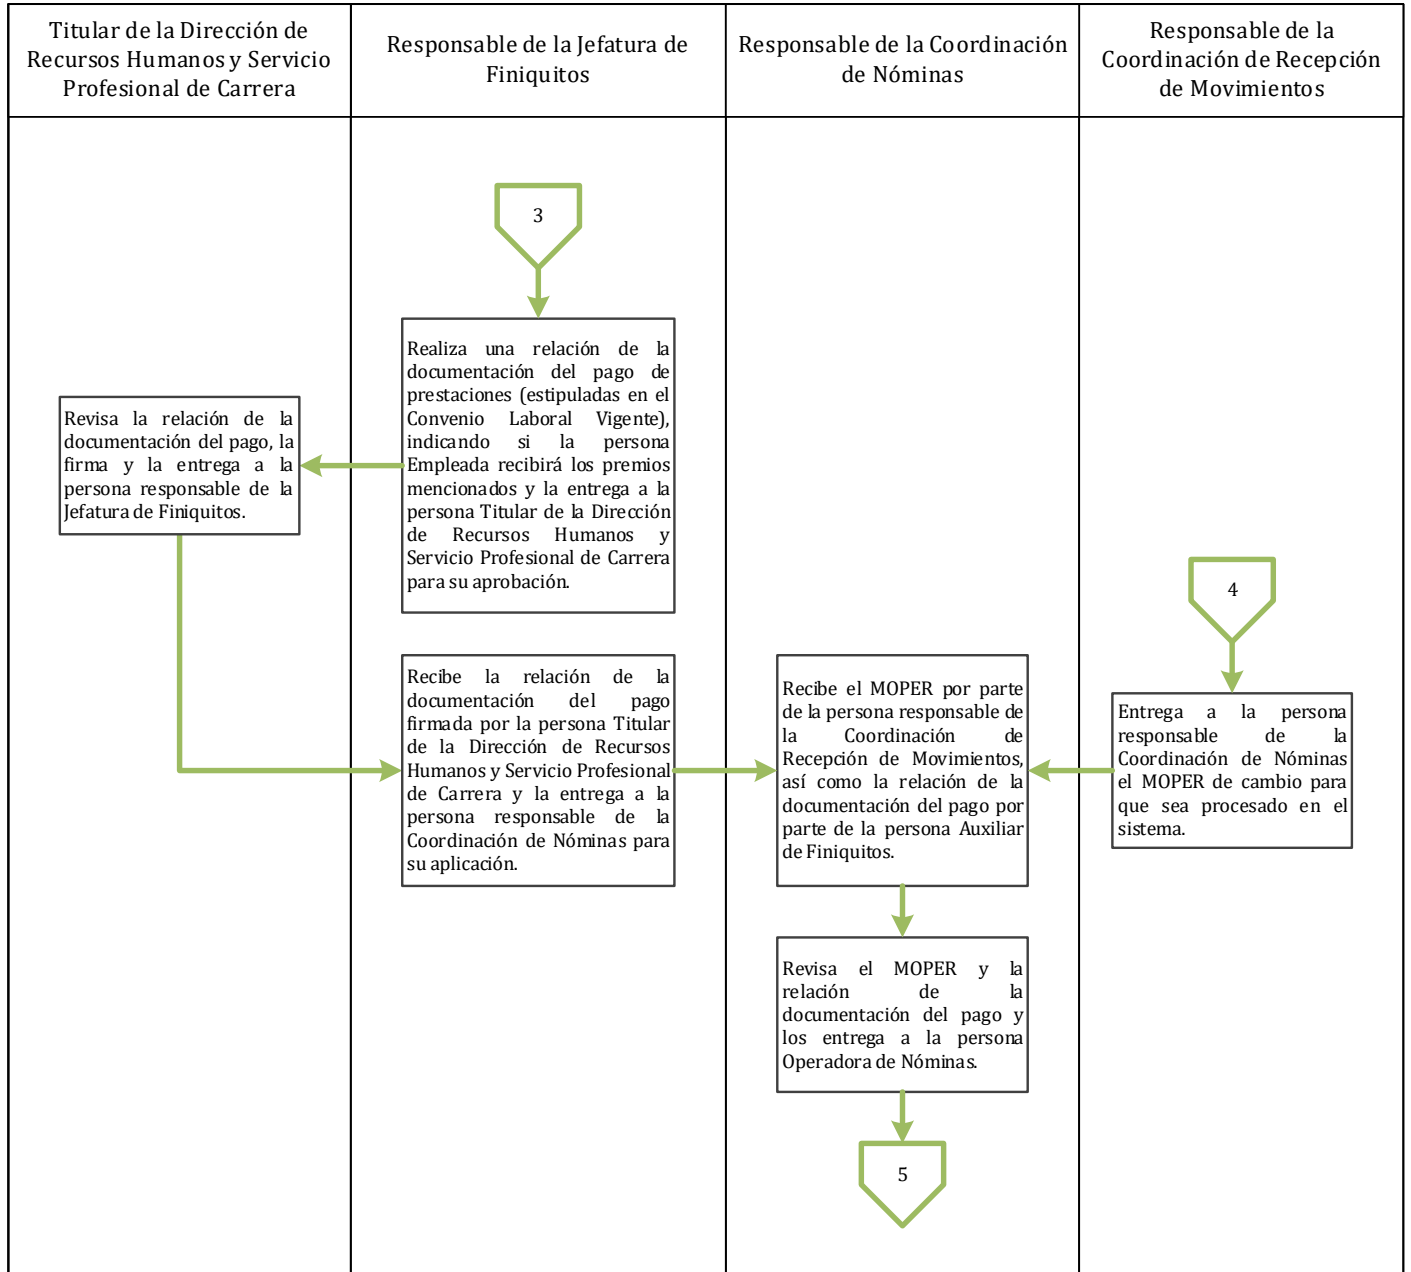 Titular de la Dirección de
Recursos Humanos y Servicio
Profesional de Carrera
Responsable de la Jefatura de
Finiquitos
Responsable de la Coordinación
de Nóminas
Responsable de la
Coordinación de Recepción
de Movimientos
3
Realiza una relación de la
documentación del pago de
prestaciones (estipuladas en el
Convenio Laboral Vigente),
indicando si la persona
Empleada recibirá los premios
mencionados y la entrega a la
persona Titular de la Dirección
de Recursos Humanos y
Servicio Profesional de Carrera
para su aprobación.
Revisa la relación de la
documentación del pago, la
firma y la entrega a la
persona responsable de la
Jefatura de Finiquitos.
4
Recibe la relación de la
documentación del pago
firmada por la persona Titular
de la Dirección de Recursos
Humanos y Servicio Profesional
de Carrera y la entrega a la
persona responsable de la
Coordinación de Nóminas para
su aplicación.
Recibe el MOPER por parte
de la persona responsable de
la Coordinación de
Recepción de Movimientos,
así como la relación de la
documentación del pago por
parte de la persona Auxiliar
de Finiquitos.
Entrega a la persona
responsable de la
Coordinación de Nóminas
el MOPER de cambio para
que sea procesado en el
sistema.
Revisa el MOPER y la
relación de la
documentación del pago y
los entrega a la persona
Operadora de Nóminas.
5